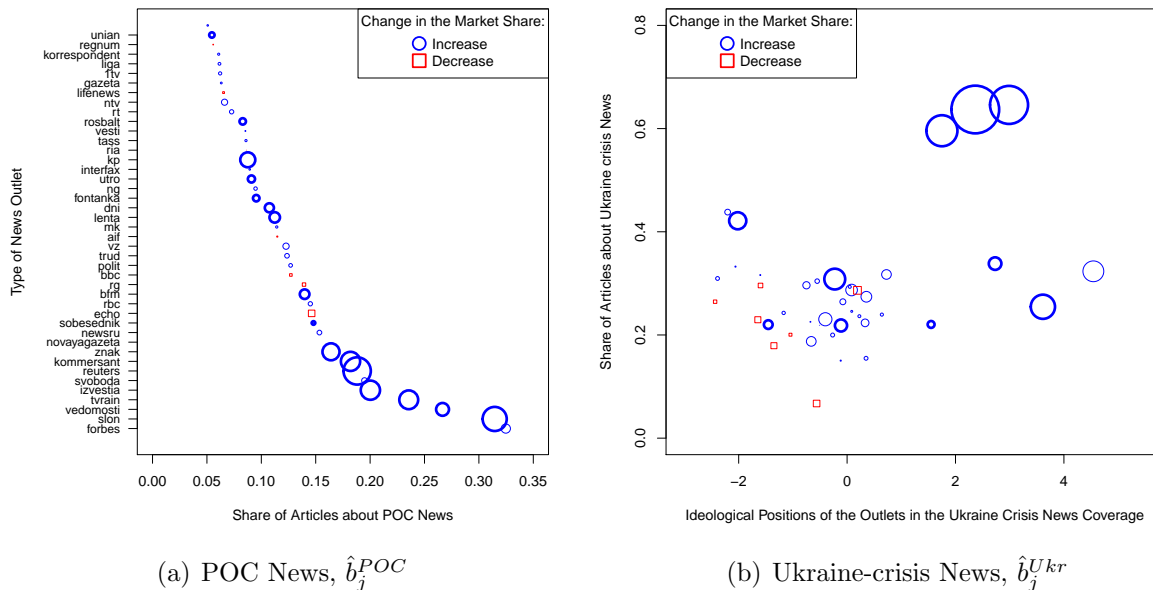 Type of News Outlet
unian
regnum
korrespondent
liga
gazeta
lifenews
ntv
rt
rosbalt
vesti
tass
ria
kp
interfax
utro
ng
fontanka
dni
lenta
mk
aif
vz
trud
polit
bbc
rg
bfm
rbc
echo
sobesednik
newsru
novayagazeta
znak
kommersant
reuters
svoboda
izvestia
tvrain
vedomosti
slon
forbes
Change in the Market Share:
Increase
Decrease
0.00 0.05 0.10 0.15 0.20 0.25 0.30 0.35
Share of Articles about POC News
(a) POC News, $\hat{b}_j^{POC}$
Share of Articles about Ukraine crisis News
0.8
0.6
0.4
0.2
0.0
Change in the Market Share:
Increase
Decrease
−2 0 2 4
Ideological Positions of the Outlets in the Ukraine Crisis News Coverage
(b) Ukraine-crisis News, $\hat{b}_j^{Ukr}$